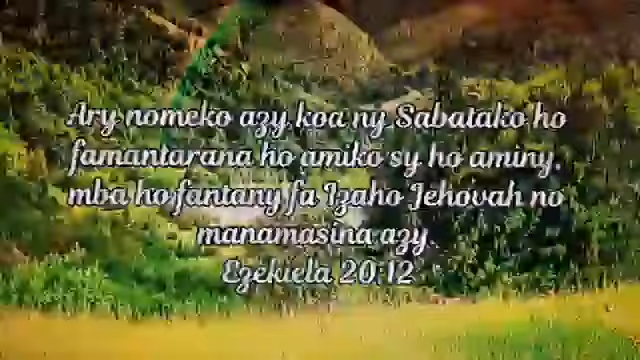 Ary nomeko azy koa ny Sabatako ho
famantarana ho amiko sy ho aminy,
mba ho fantany fa Izaho Jehovah no
manamasina azy.
Ezekiela 20:12